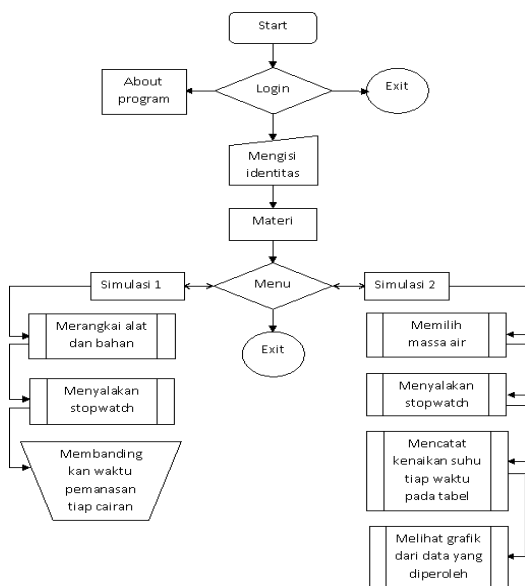 Start
About
program
Login
Exit
Mengisi
identitas
Materi
Simulasi 1
Menu
Simulasi 2
Exit
Merangkai alat
dan bahan
Menyalakan
stopwatch
Membanding
kan waktu
pemanasan
tiap cairan
Memilih
massa air
Menyalakan
stopwatch
Mencatat
kenaikan suhu
tiap waktu
pada tabel
Melihat grafik
dari data yang
diperoleh